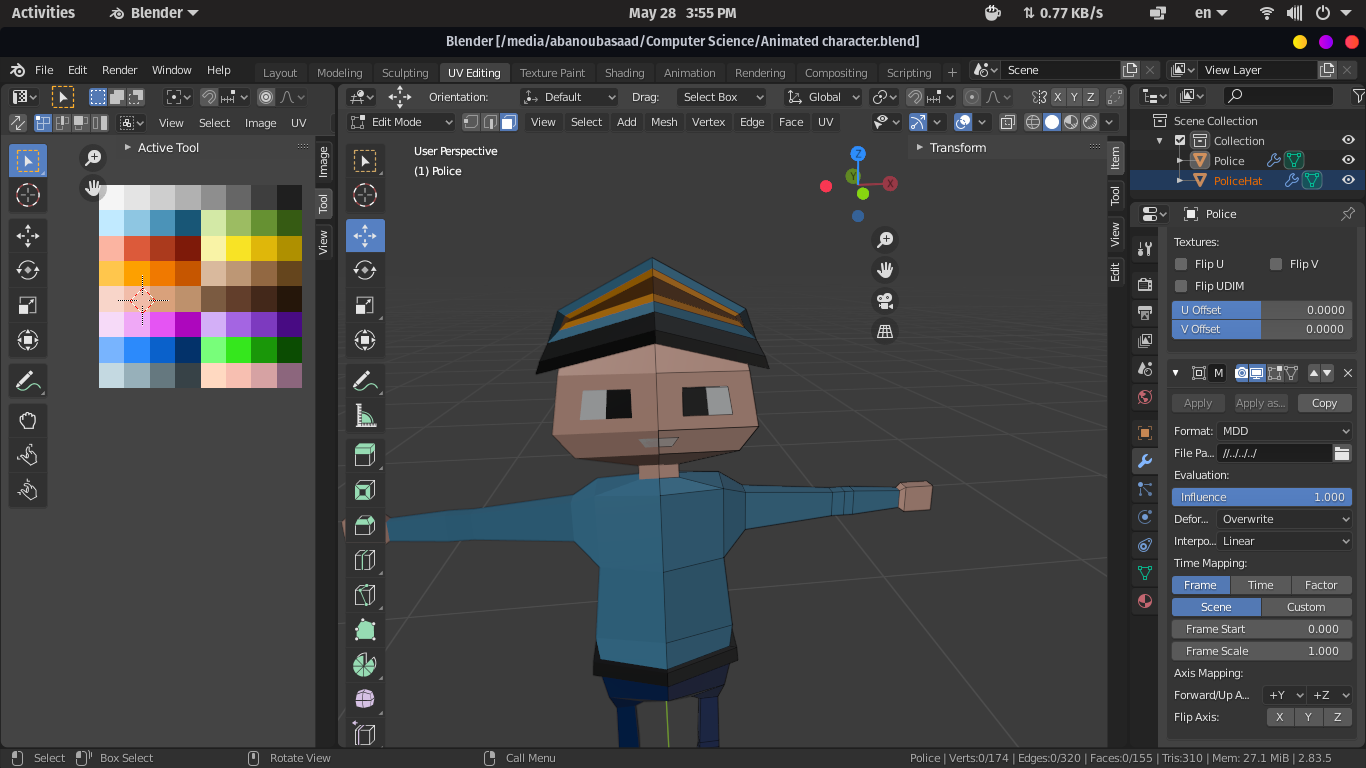 Activities Blender May 28 3:55 PM 0.77 KB/s en
Blender [/media/abanoubasaad/Computer Science/Animated character.blend]
File Edit Render Window Help Layout Modeling Sculpting UV Editing Texture Paint Shading Animation Rendering Compositing Scripting + Scene View Layer
Orientation: Default Drag: Select Box Global X Y Z
View Select Image UV Edit Mode View Select Add Mesh Vertex Edge Face UV
Scene Collection
Collection
Police
PoliceHat
Active Tool
Image
Tool
View
User Perspective
(1) Police
Z
Y
X
Transform
Item
Tool
View
Edit
Police
Textures:
Flip U Flip V
Flip UDIM
U Offset 0.0000
V Offset 0.0000
M
Apply Apply as... Copy
Format: MDD
File Pa... //../../../
Evaluation:
Influence 1.000
Defor... Overwrite
Interpo... Linear
Time Mapping:
Frame Time Factor
Scene Custom
Frame Start 0.000
Frame Scale 1.000
Axis Mapping:
Forward/Up A... +Y +Z
Flip Axis: X Y Z
Select Box Select Rotate View Call Menu Police | Verts:0/174 | Edges:0/320 | Faces:0/155 | Tris:310 | Mem: 27.1 MiB | 2.83.5